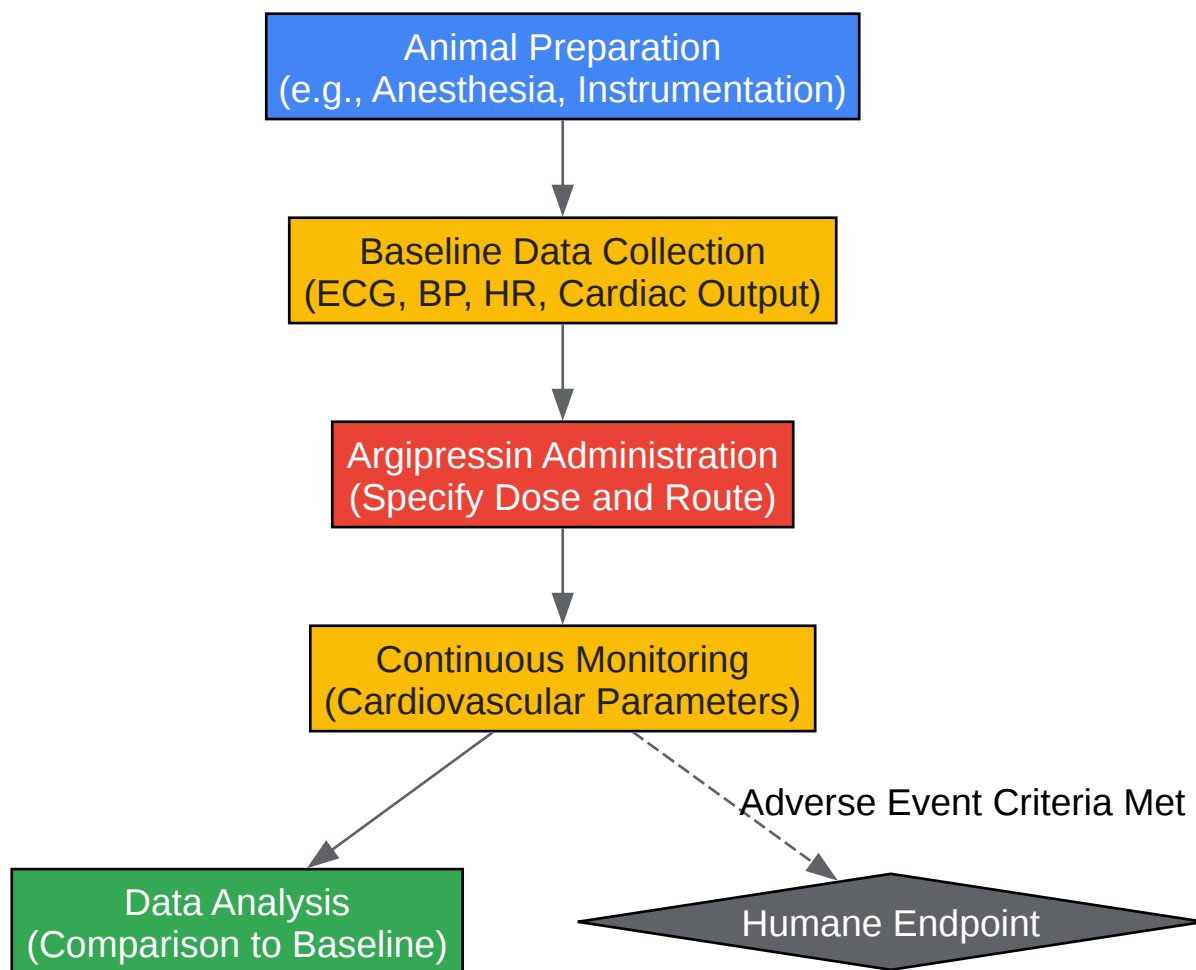 Animal Preparation
(e.g., Anesthesia, Instrumentation)
Baseline Data Collection
(ECG, BP, HR, Cardiac Output)
Argipressin Administration
(Specify Dose and Route)
Continuous Monitoring
(Cardiovascular Parameters)
Adverse Event Criteria Met
Data Analysis
(Comparison to Baseline)
Humane Endpoint